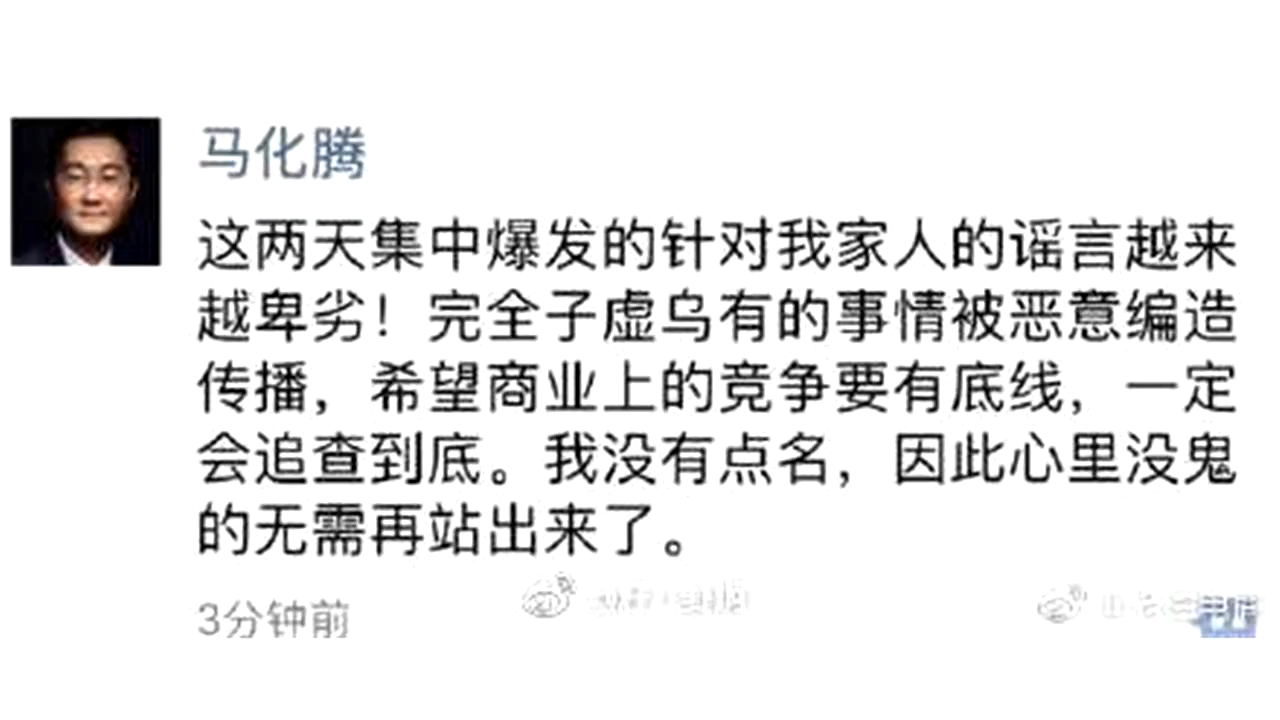 马化腾
这两天集中爆发的针对我家人的谣言越来
越卑劣！完全子虚乌有的事情被恶意编造
传播，希望商业上的竞争要有底线，一定
会追查到底。我没有点名，因此心里没鬼
的无需再站出来了。
3分钟前